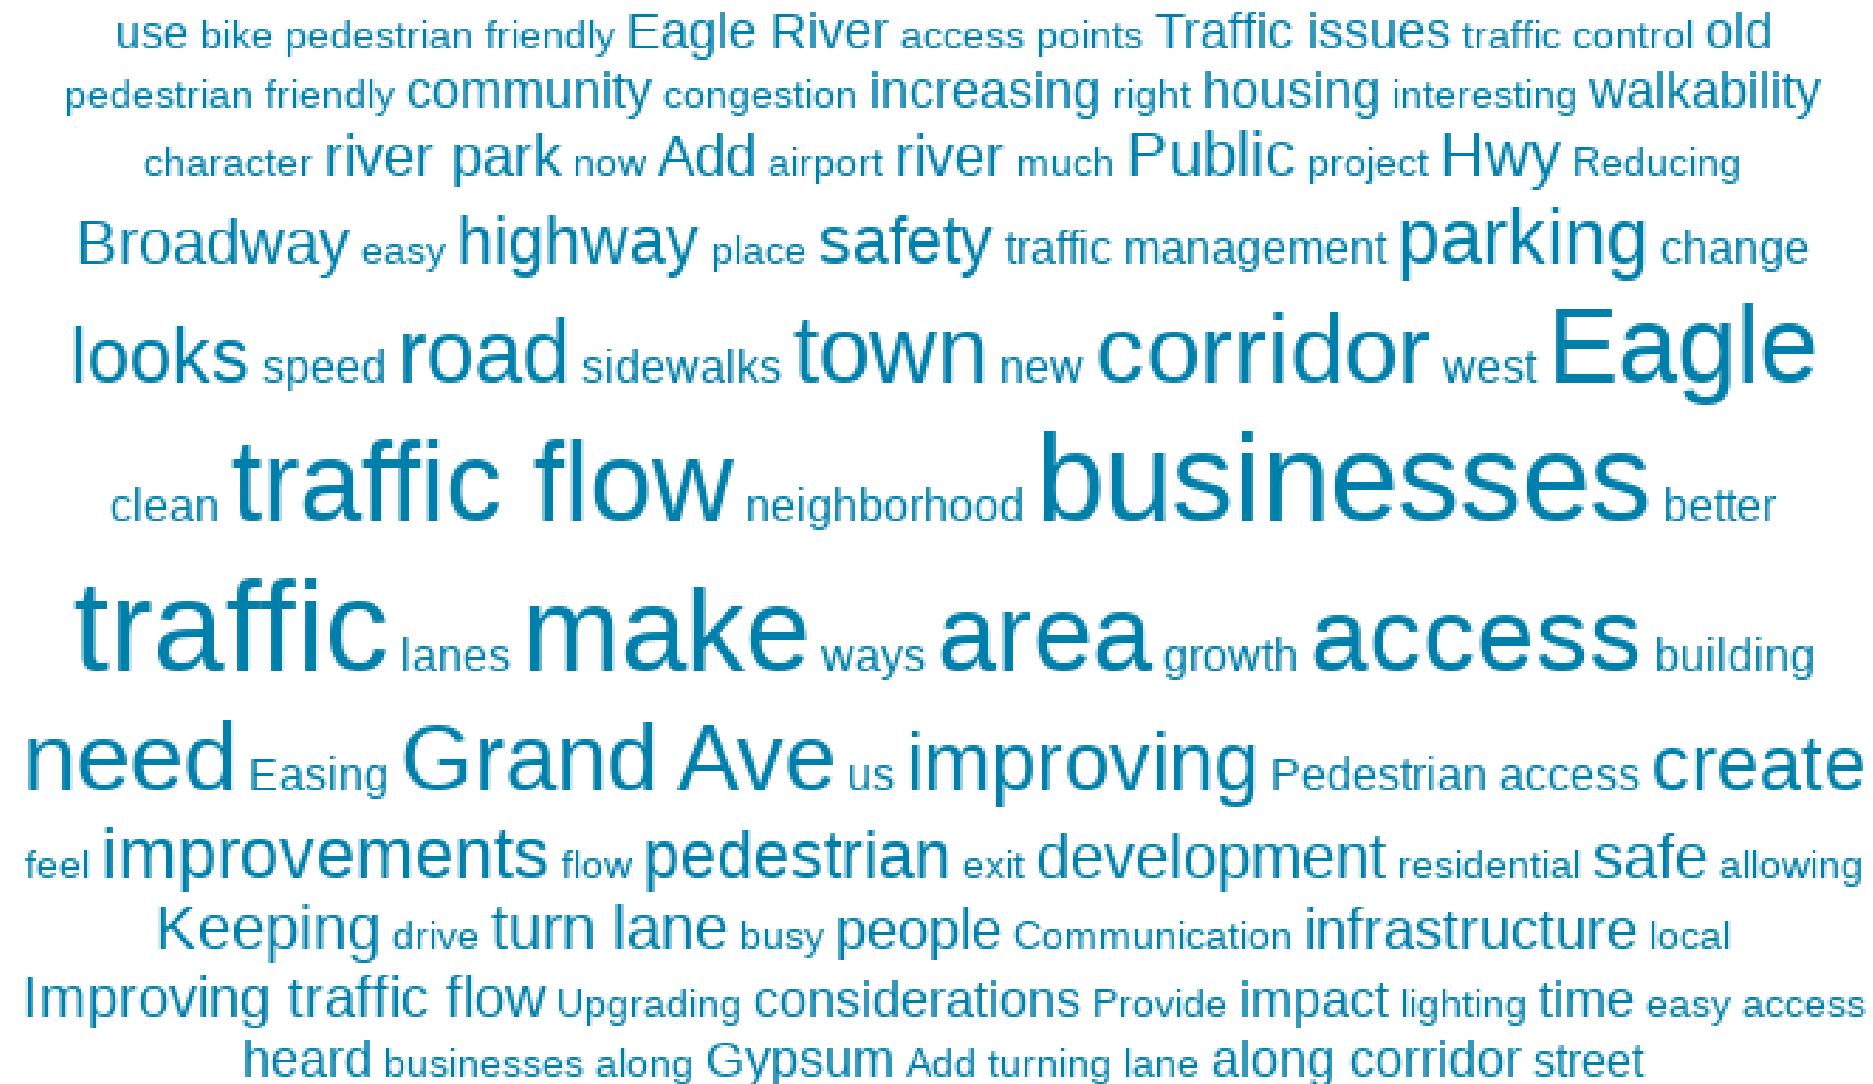 use bike pedestrian friendly Eagle River access points Traffic issues traffic control old
pedestrian friendly community congestion increasing right housing interesting walkability
character river park now Add airport river much Public project Hwy Reducing
Broadway easy highway place safety traffic management parking change
looks speed road sidewalks town new corridor west Eagle
clean traffic flow neighborhood businesses better
traffic lanes make ways area growth access building
need Easing Grand Ave us improving Pedestrian access create
feel improvements flow pedestrian exit development residential safe allowing
Keeping drive turn lane busy people Communication infrastructure local
Improving traffic flow Upgrading considerations Provide impact lighting time easy access
heard businesses along Gypsum Add turning lane along corridor street